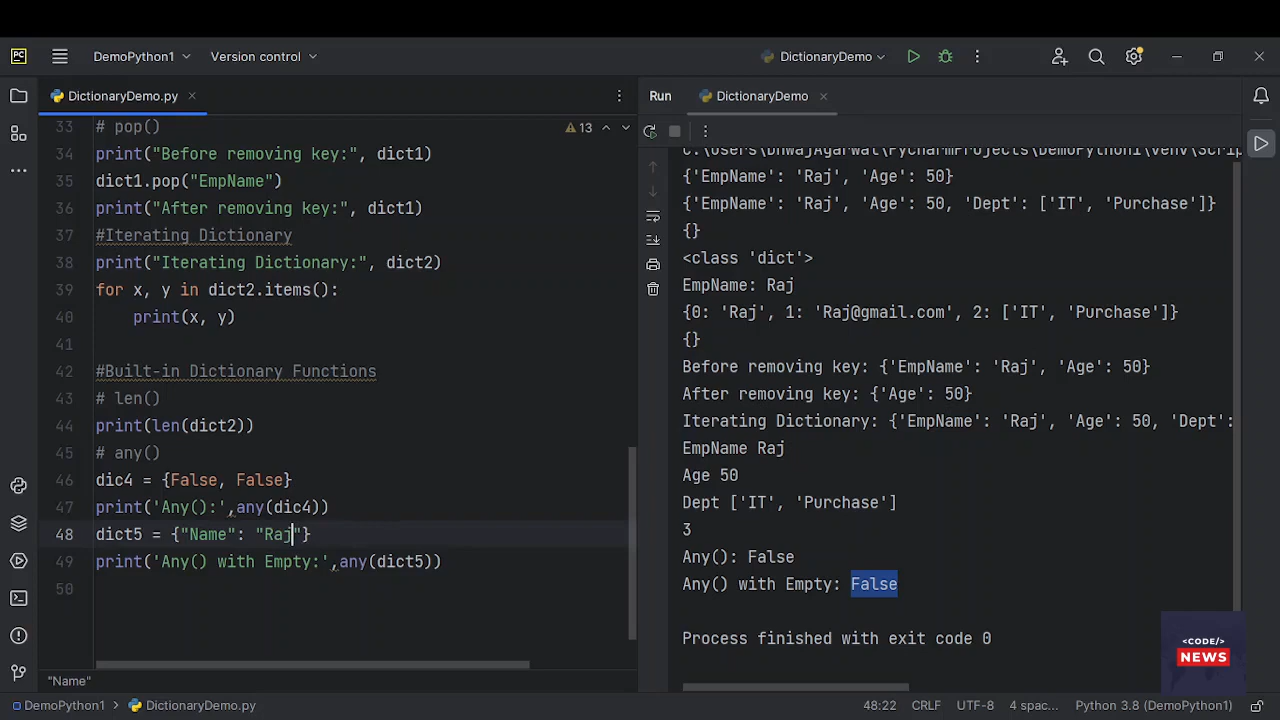 PC
DemoPython1
Version control
DictionaryDemo
DictionaryDemo.py
33 # pop()
34 print("Before removing key:", dict1)
35 dict1.pop("EmpName")
36 print("After removing key:", dict1)
37 #Iterating Dictionary
38 print("Iterating Dictionary:", dict2)
39 for x, y in dict2.items():
40 print(x, y)
41
42 #Built-in Dictionary Functions
43 # len()
44 print(len(dict2))
45 # any()
46 dic4 = {False, False}
47 print('Any():',any(dic4))
48 dict5 = {"Name": "Raj"}
49 print('Any() with Empty:',any(dict5))
50
13
"Name"
Run
DictionaryDemo
C:\Users\DhwajAgarwal\PycharmProjects\DemoPython1\venv\Scrip
{'EmpName': 'Raj', 'Age': 50}
{'EmpName': 'Raj', 'Age': 50, 'Dept': ['IT', 'Purchase']}
{}
<class 'dict'>
EmpName: Raj
{0: 'Raj', 1: 'Raj@gmail.com', 2: ['IT', 'Purchase']}
{}
Before removing key: {'EmpName': 'Raj', 'Age': 50}
After removing key: {'Age': 50}
Iterating Dictionary: {'EmpName': 'Raj', 'Age': 50, 'Dept':
EmpName Raj
Age 50
Dept ['IT', 'Purchase']
3
Any(): False
Any() with Empty: False
Process finished with exit code 0
<CODE/>
NEWS
DemoPython1
DictionaryDemo.py
48:22 CRLF UTF-8 4 spac... Python 3.8 (DemoPython1)